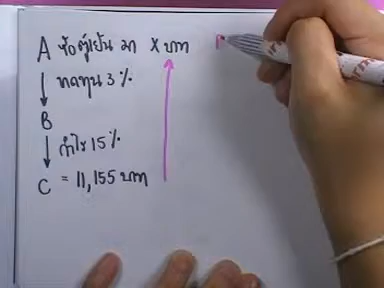 A ซื้อตู้เย็น มา X บาท
ขาดทุน 3 %
B
กำไร 15 %
C = 11,155 บาท